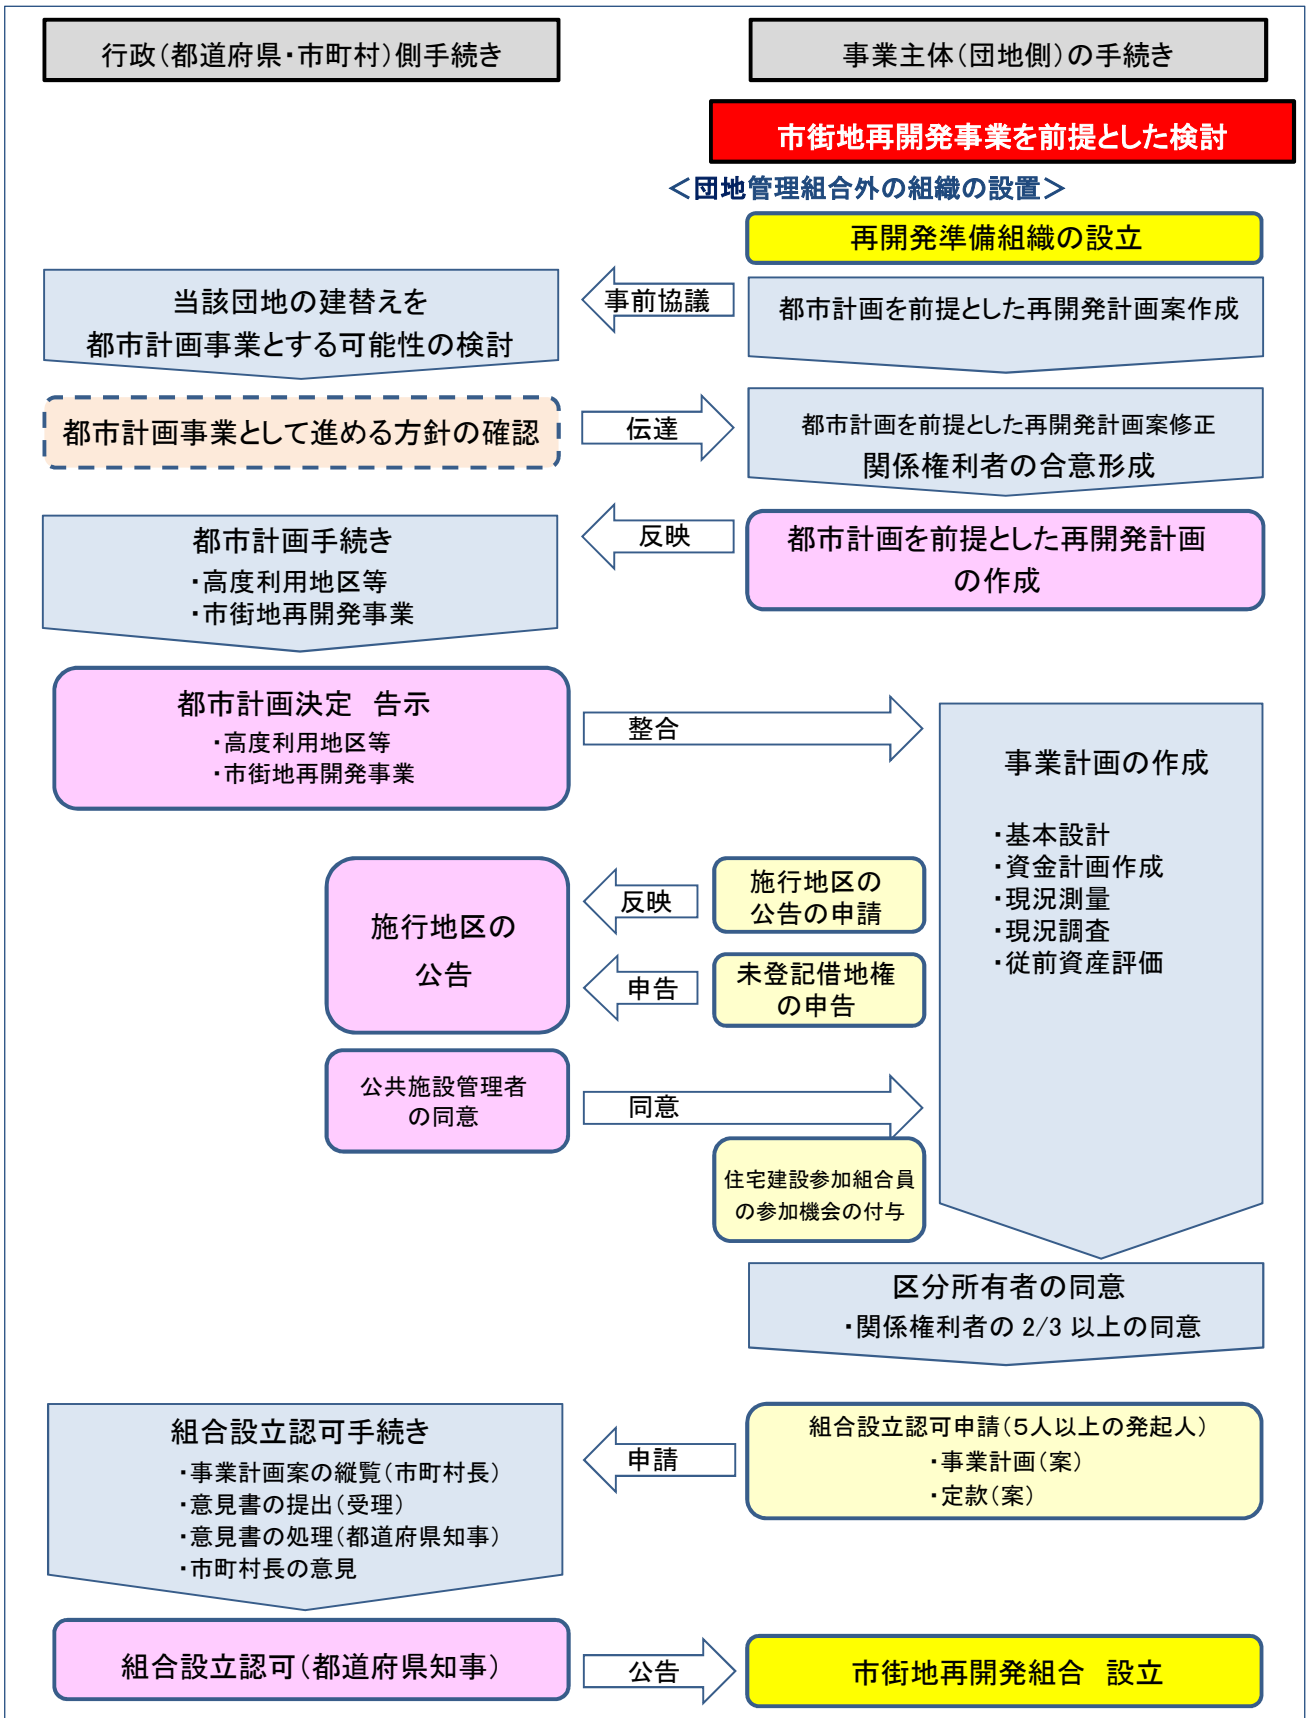 行政(都道府県・市町村)側手続き
事業主体(団地側)の手続き
市街地再開発事業を前提とした検討
＜団地管理組合外の組織の設置＞
再開発準備組織の設立
当該団地の建替えを
都市計画事業とする可能性の検討
事前協議
都市計画を前提とした再開発計画案作成
都市計画事業として進める方針の確認
伝達
都市計画を前提とした再開発計画案修正
関係権利者の合意形成
都市計画手続き
・高度利用地区等
・市街地再開発事業
反映
都市計画を前提とした再開発計画
の作成
都市計画決定　告示
・高度利用地区等
・市街地再開発事業
整合
事業計画の作成
・基本設計
・資金計画作成
・現況測量
・現況調査
・従前資産評価
施行地区の
公告
反映
施行地区の
公告の申請
申告
未登記借地権
の申告
公共施設管理者
の同意
同意
住宅建設参加組合員
の参加機会の付与
区分所有者の同意
・関係権利者の 2/3 以上の同意
組合設立認可手続き
・事業計画案の縦覧(市町村長)
・意見書の提出(受理)
・意見書の処理(都道府県知事)
・市町村長の意見
申請
組合設立認可申請(５人以上の発起人)
・事業計画(案)
・定款(案)
組合設立認可(都道府県知事)
公告
市街地再開発組合　設立